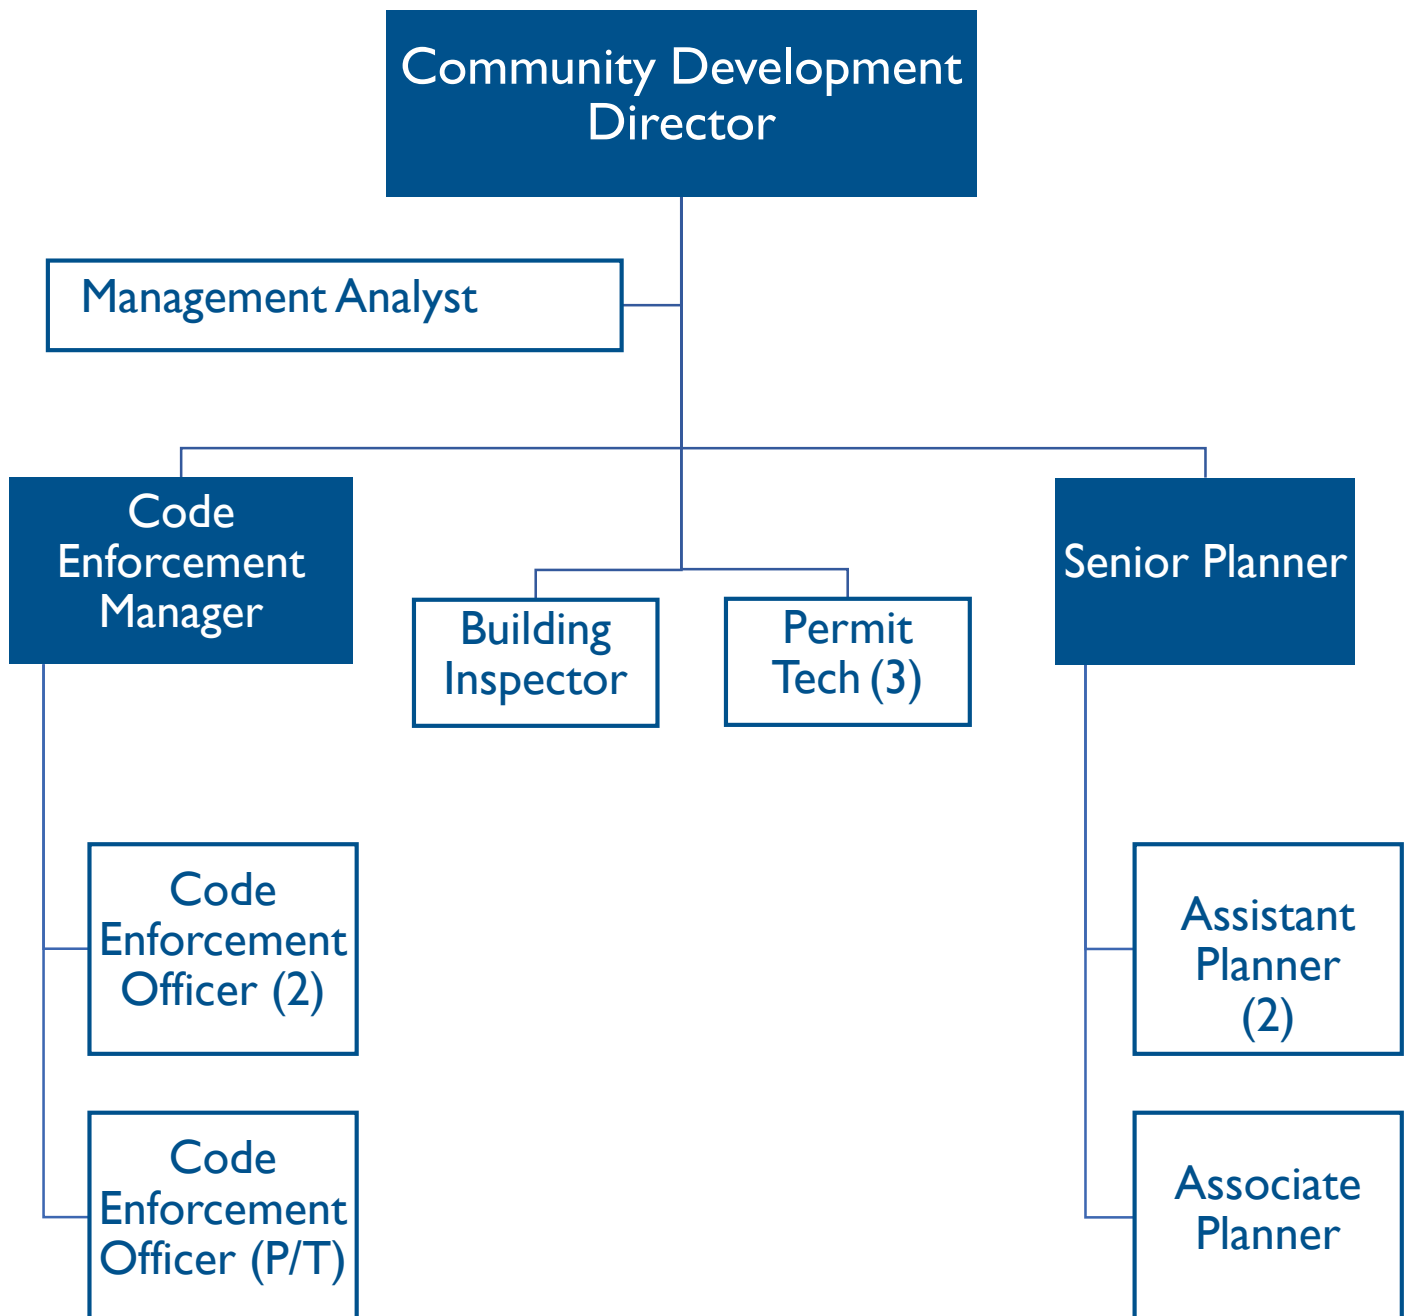 Community Development
Director
Management Analyst
Code
Enforcement
Manager
Senior Planner
Building
Inspector
Permit
Tech (3)
Code
Enforcement
Officer (2)
Assistant
Planner
(2)
Code
Enforcement
Officer (P/T)
Associate
Planner